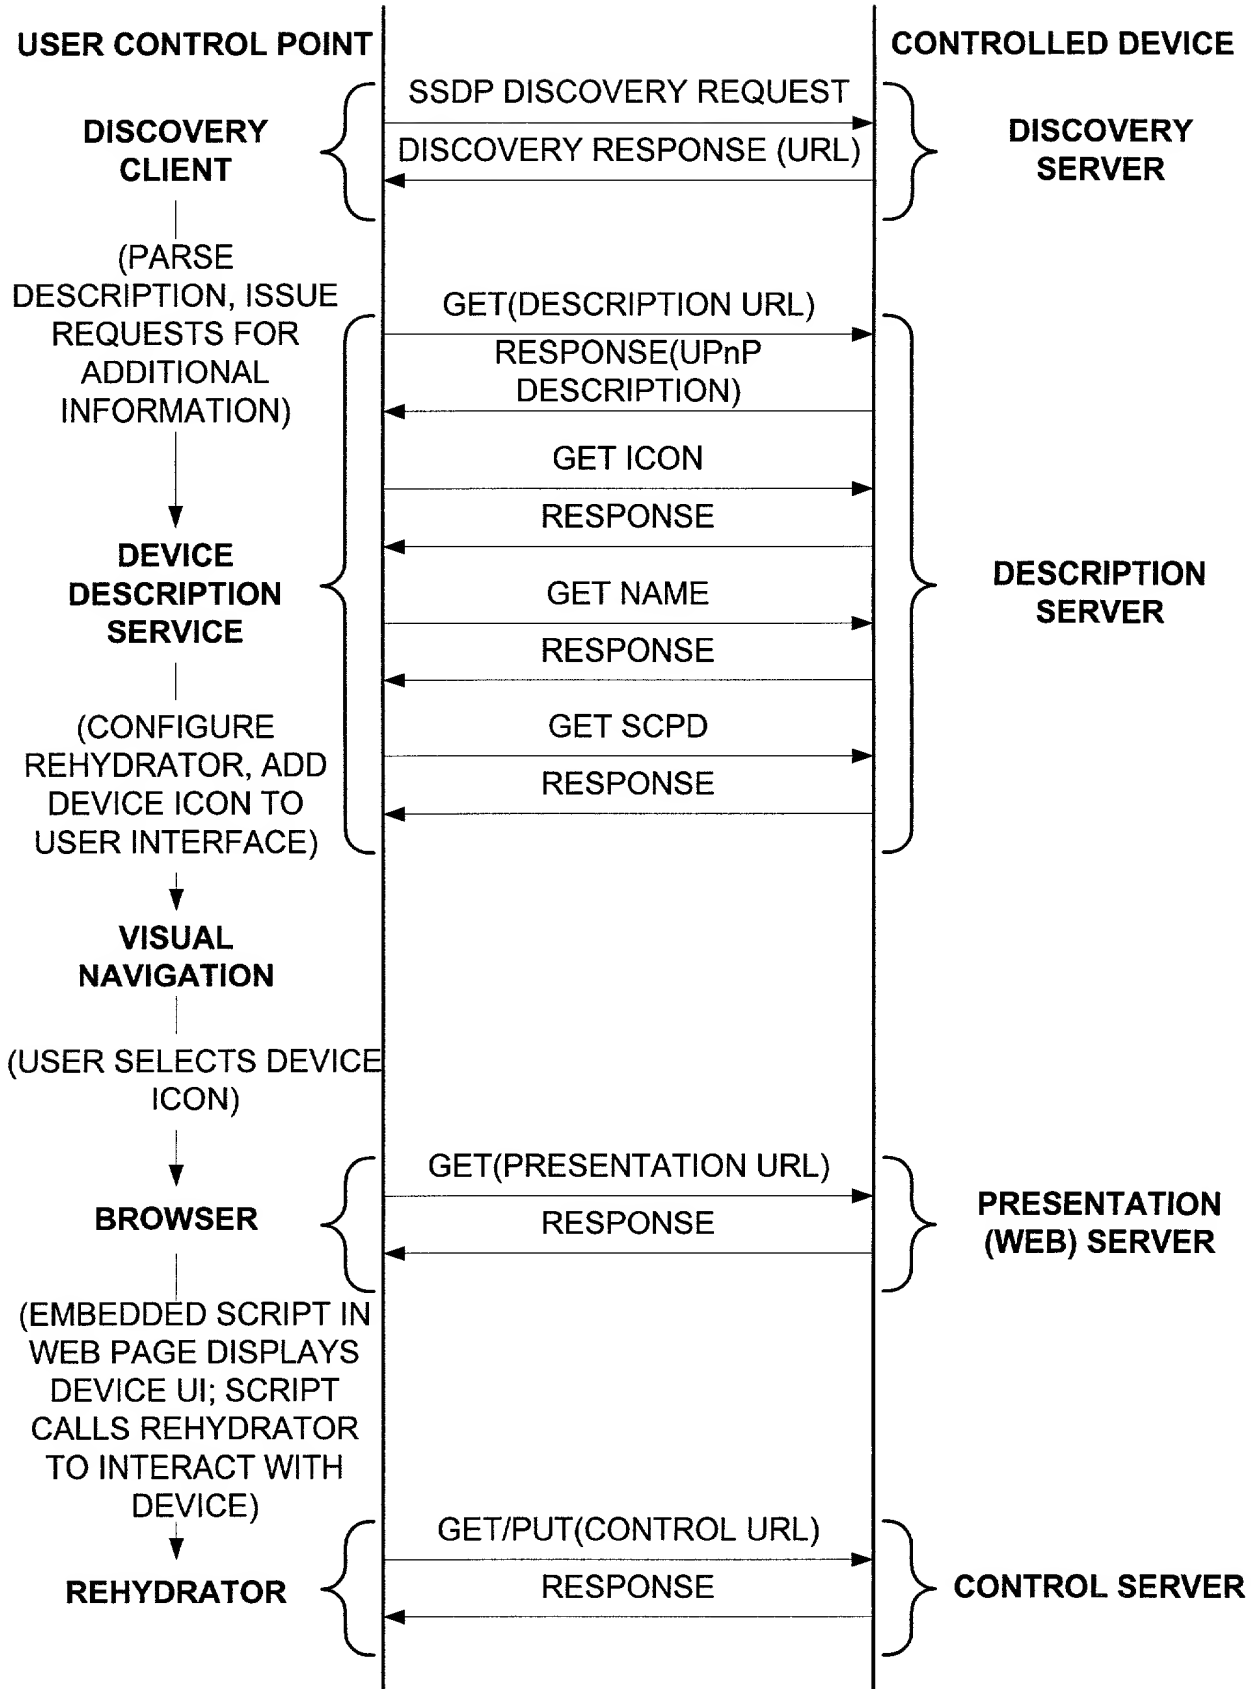 USER CONTROL POINT
CONTROLLED DEVICE
SSDP DISCOVERY REQUEST
DISCOVERY RESPONSE (URL)
DISCOVERY
CLIENT
DISCOVERY
SERVER
(PARSE
DESCRIPTION, ISSUE
REQUESTS FOR
ADDITIONAL
INFORMATION)
GET(DESCRIPTION URL)
RESPONSE(UPnP
DESCRIPTION)
GET ICON
RESPONSE
DEVICE
DESCRIPTION
SERVICE
GET NAME
RESPONSE
DESCRIPTION
SERVER
(CONFIGURE
REHYDRATOR, ADD
DEVICE ICON TO
USER INTERFACE)
GET SCPD
RESPONSE
VISUAL
NAVIGATION
(USER SELECTS DEVICE
ICON)
GET(PRESENTATION URL)
RESPONSE
BROWSER
PRESENTATION
(WEB) SERVER
(EMBEDDED SCRIPT IN
WEB PAGE DISPLAYS
DEVICE UI; SCRIPT
CALLS REHYDRATOR
TO INTERACT WITH
DEVICE)
GET/PUT(CONTROL URL)
RESPONSE
REHYDRATOR
CONTROL SERVER